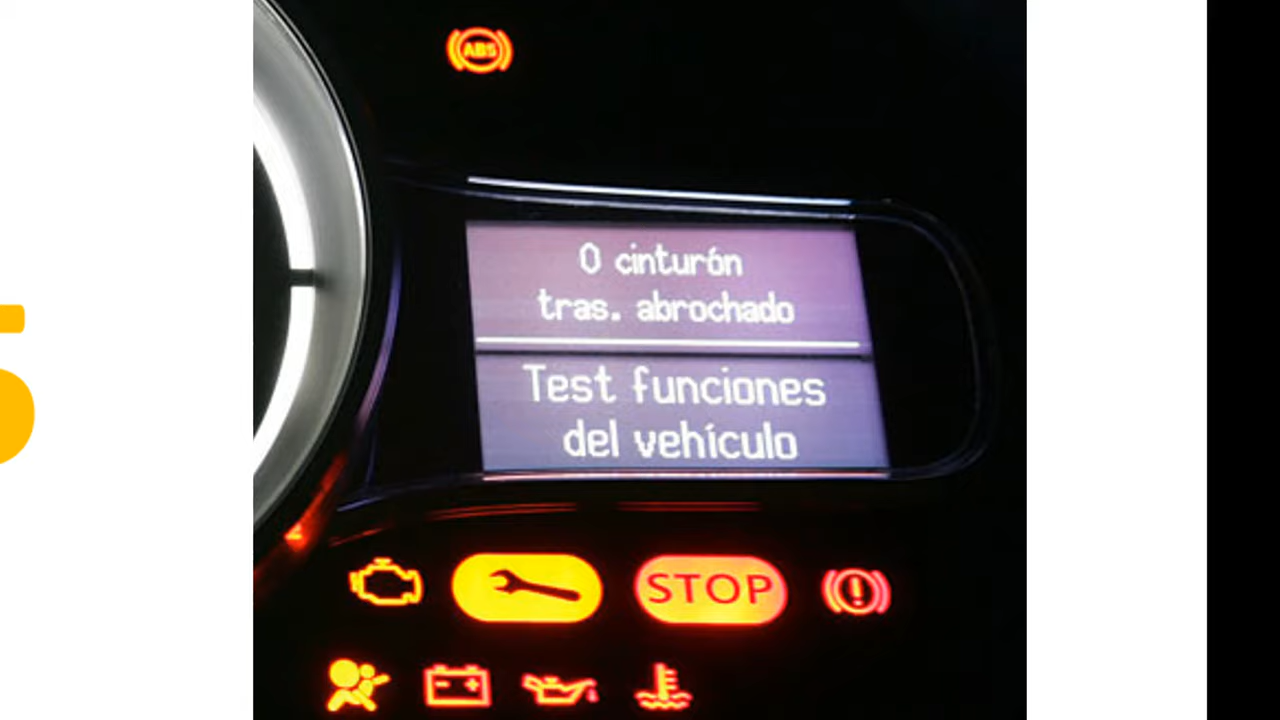 ABS
0 cinturón
tras. abrochado
Test funciones
del vehículo
STOP